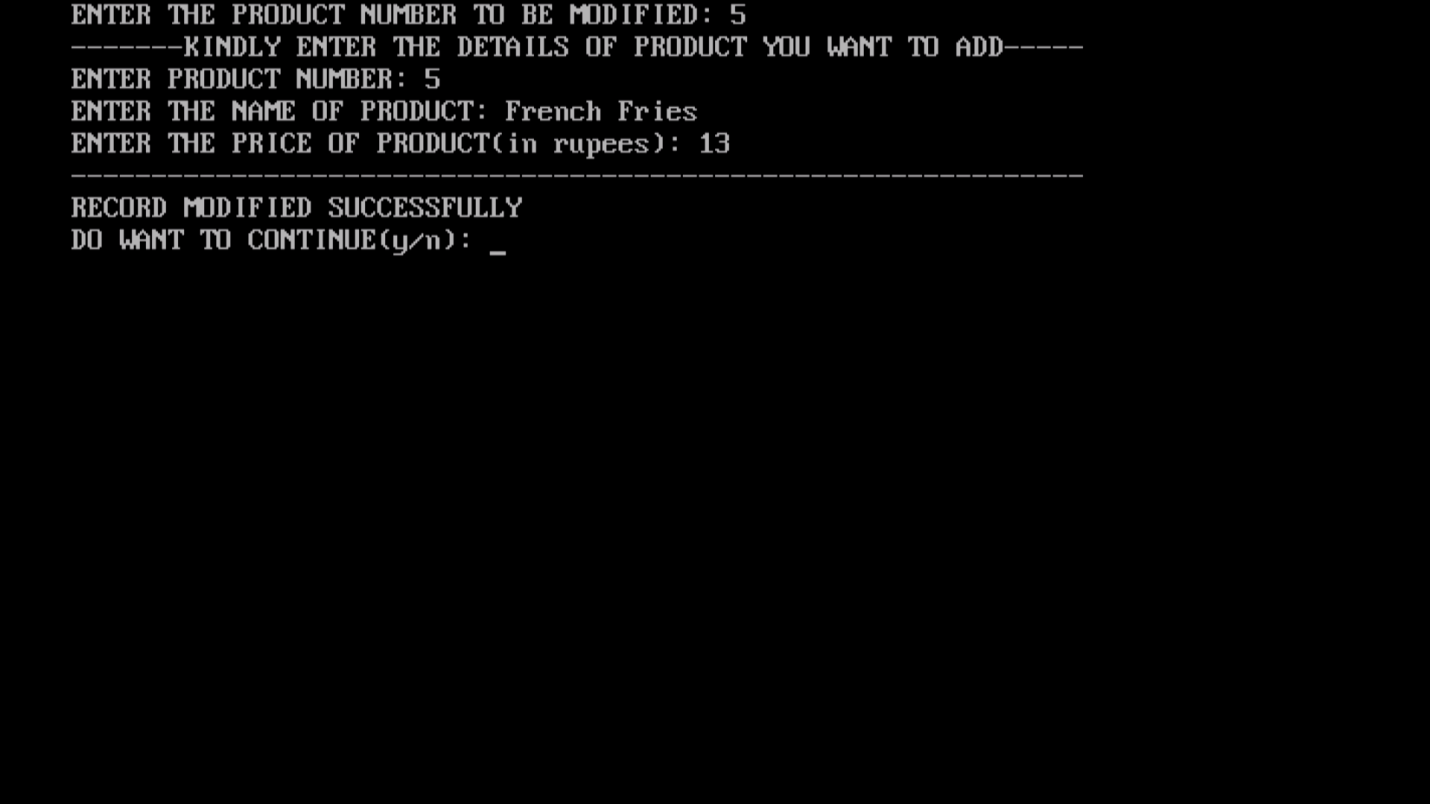 ENTER THE PRODUCT NUMBER TO BE MODIFIED: 5
-------KINDLY ENTER THE DETAILS OF PRODUCT YOU WANT TO ADD-----
ENTER PRODUCT NUMBER: 5
ENTER THE NAME OF PRODUCT: French Fries
ENTER THE PRICE OF PRODUCT(in rupees): 13
---------------------------------------------------------------
RECORD MODIFIED SUCCESSFULLY
DO WANT TO CONTINUE(y/n): _